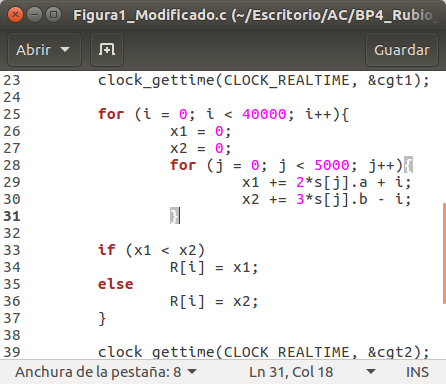 Figura1_Modificado.c (~/Escritorio/AC/BP4_Rubio
Abrir Guardar
23 clock_gettime(CLOCK_REALTIME, &cgt1);
24
25 for (i = 0; i < 40000; i++){
26 x1 = 0;
27 x2 = 0;
28 for (j = 0; j < 5000; j++){
29 x1 += 2*s[j].a + i;
30 x2 += 3*s[j].b - i;
31 }
32
33 if (x1 < x2)
34 R[i] = x1;
35 else
36 R[i] = x2;
37 }
38
39 clock_gettime(CLOCK_REALTIME, &cgt2);
Anchura de la pestaña: 8 Ln 31, Col 18 INS